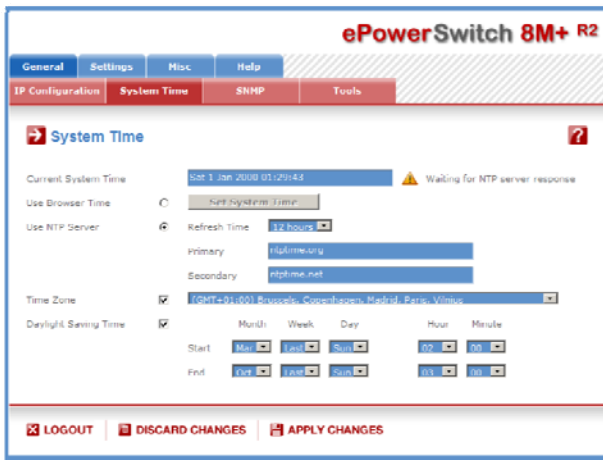 ePowerSwitch 8M+ R2
General Settings Misc Help
IP Configuration System Time SNMP Tools
System Time
Current System Time Sat 1 Jan 2000 01:29:43 Waiting for NTP server response
Use Browser Time Set System Time
Use NTP Server Refresh Time 12 hours
Primary ntptime.org
Secondary ntptime.net
Time Zone (GMT+01:00) Brussels, Copenhagen, Madrid, Paris, Vilnius
Daylight Saving Time Month Week Day Hour Minute
Start Mar Last Sun 02 00
End Oct Last Sun 03 00
LOGOUT DISCARD CHANGES APPLY CHANGES